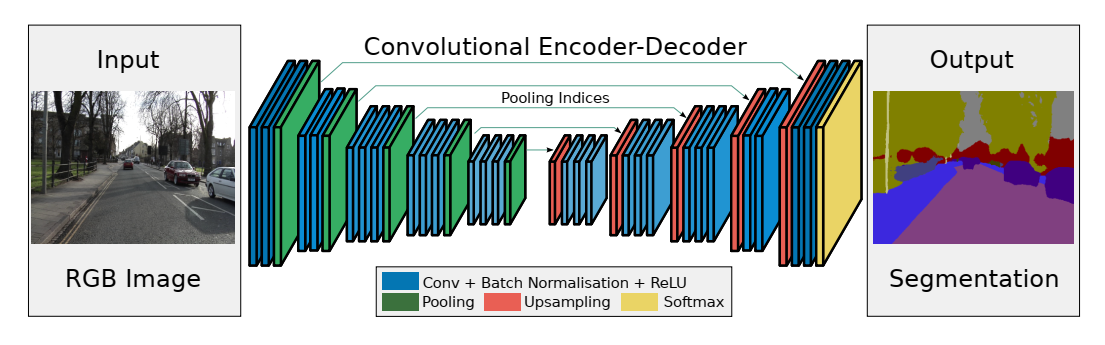 Input
RGB Image
Convolutional Encoder-Decoder
Pooling Indices
Conv + Batch Normalisation + ReLU
Pooling
Upsampling
Softmax
Output
Segmentation